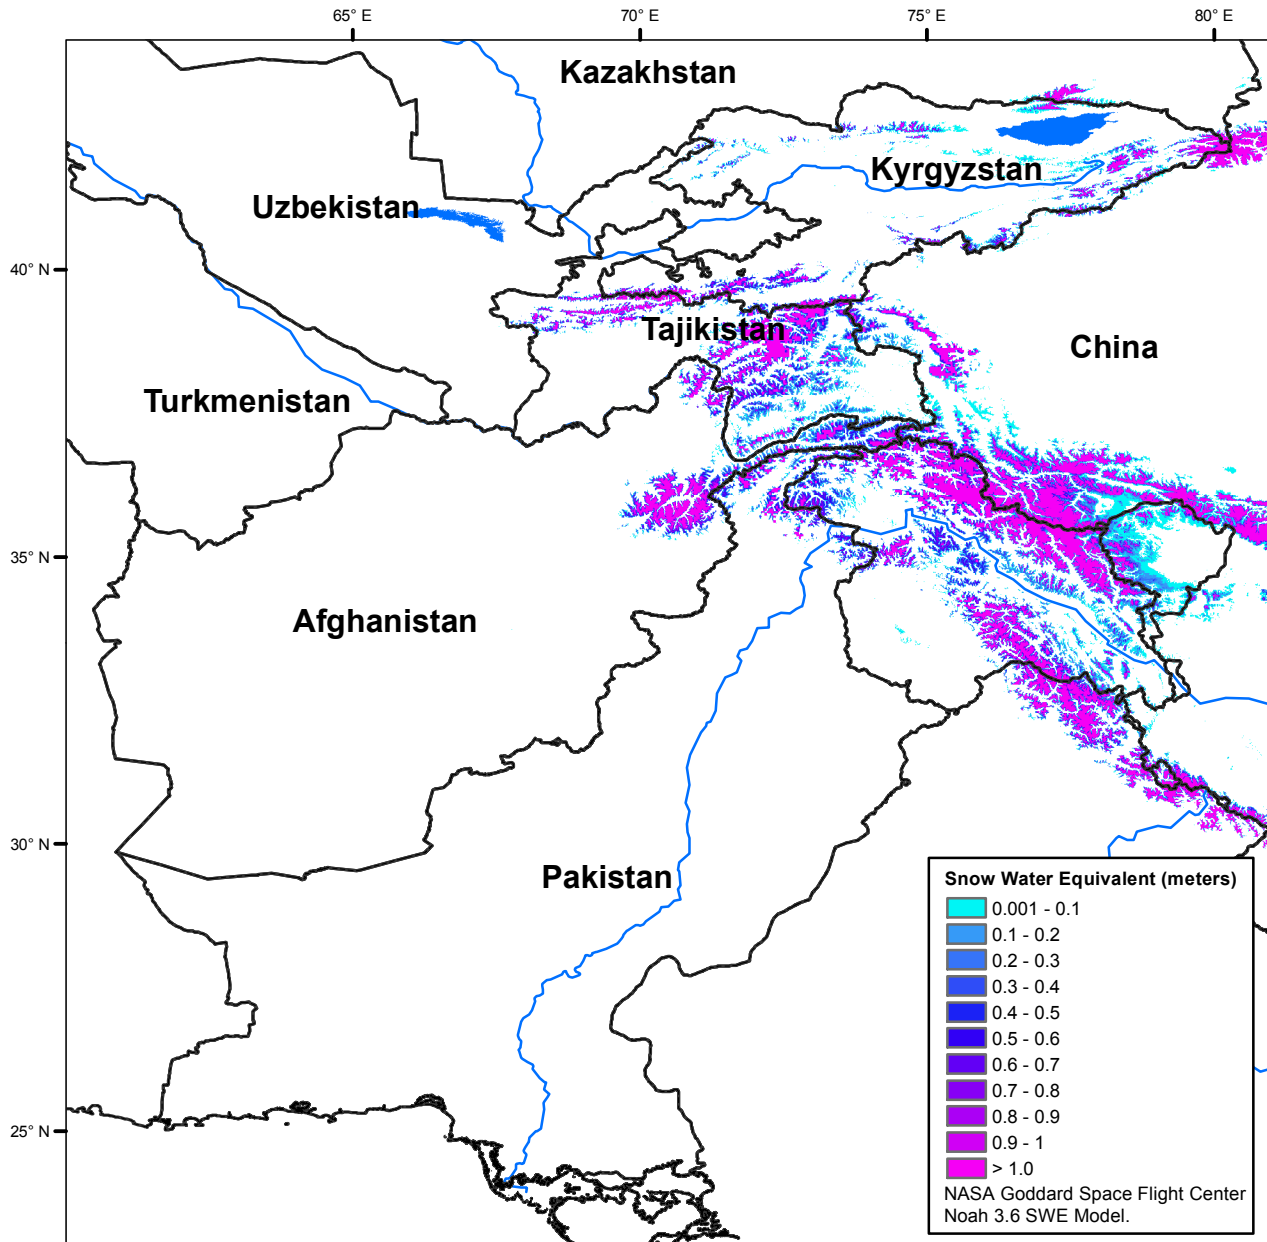 65° E
70° E
75° E
80° E
Kazakhstan
Kyrgyzstan
Uzbekistan
40° N
Tajikistan
China
Turkmenistan
35° N
Afghanistan
30° N
Pakistan
25° N
Snow Water Equivalent (meters)
0.001 - 0.1
0.1 - 0.2
0.2 - 0.3
0.3 - 0.4
0.4 - 0.5
0.5 - 0.6
0.6 - 0.7
0.7 - 0.8
0.8 - 0.9
0.9 - 1
> 1.0
NASA Goddard Space Flight Center
Noah 3.6 SWE Model.